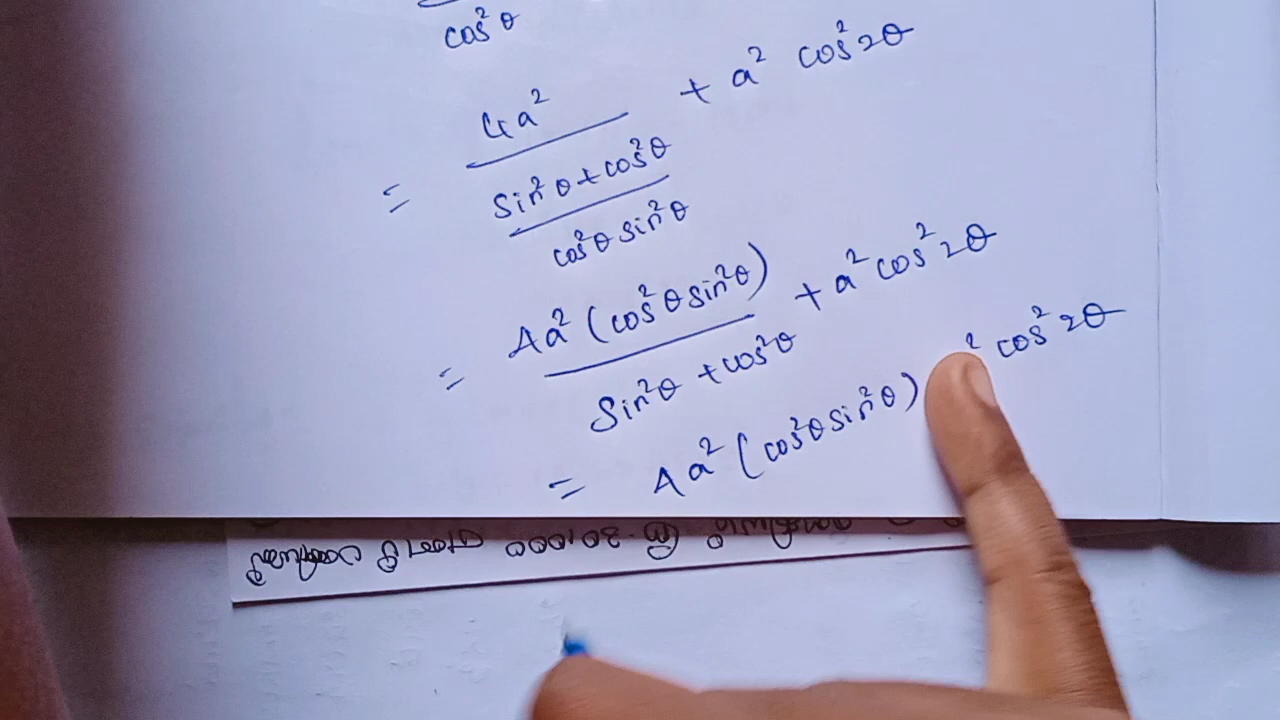 cos²θ
4a² + a² cos²2θ
= sin²θ + cos²θ
cos²θ sin²θ
= 4a² (cos²θ sin²θ) + a² cos²2θ
sin²θ + cos²θ
= 4a² (cos²θ sin²θ) ² cos²2θ